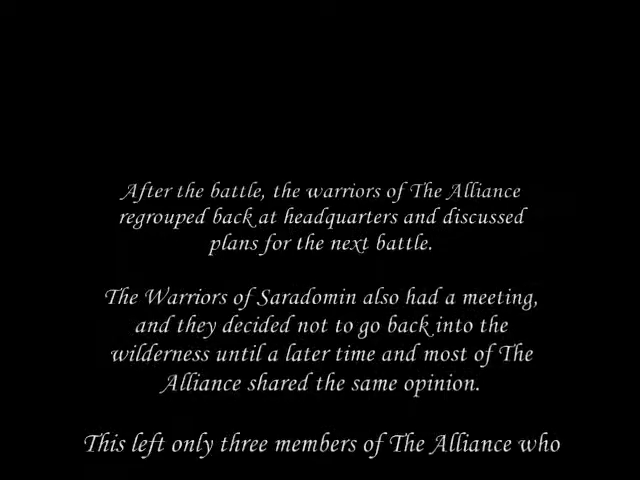 After the battle, the warriors of The Alliance
regrouped back at headquarters and discussed
plans for the next battle.
The Warriors of Saradomin also had a meeting,
and they decided not to go back into the
wilderness until a later time and most of The
Alliance shared the same opinion.
This left only three members of The Alliance who